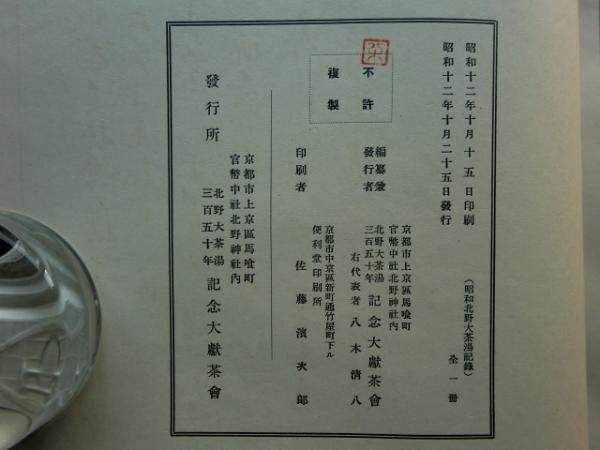 昭和十二年十月十五日印刷
昭和十二年十月二十五日發行
(昭和北野大茶湯記錄)
全一冊
不許
複製
編纂兼
發行者
京都市上京區馬喰町
官幣中社北野神社內
北野大茶湯
三百五十年
記念大獻茶會
右代表者 八木清八
印刷者
京都市中京區新町通竹屋町下ル
便利堂印刷所
佐藤濱次郎
發行所
京都市上京區馬喰町
官幣中社北野神社內
北野大茶湯
三百五十年
記念大獻茶會